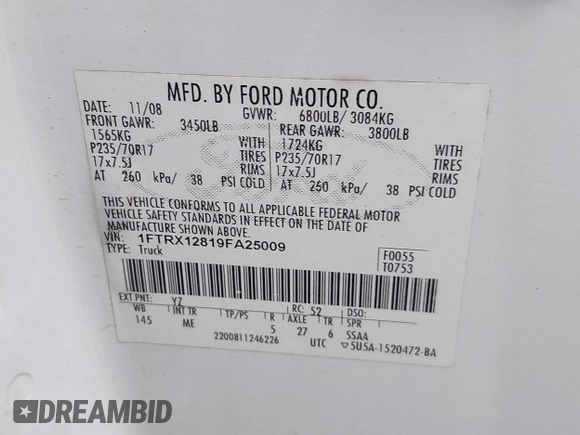 MFD. BY FORD MOTOR CO.
DATE: 11/08 GVWR: 6800LB/ 3084KG
FRONT GAWR: 3450LB REAR GAWR: 3800LB
1565KG WITH 1724KG WITH
P235/70R17 TIRES P235/70R17 TIRES
17x7.5J RIMS 17x7.5J RIMS
AT 260 kPa/ 38 PSI COLD AT 260 kPa/ 38 PSI COLD
THIS VEHICLE CONFORMS TO ALL APPLICABLE FEDERAL MOTOR
VEHICLE SAFETY STANDARDS IN EFFECT ON THE DATE OF
MANUFACTURE SHOWN ABOVE.
VIN: 1FTRX12819FA25009
TYPE: Truck
F0055
T0753
EXT PNT: YZ RC: 52 DSO:
WB INT TR TP/PS R AXLE TR SPR
145 ME 5 27 6 SSAA
2200811246226 UTC ▽5U5A-1520472-BA
DREAMBID